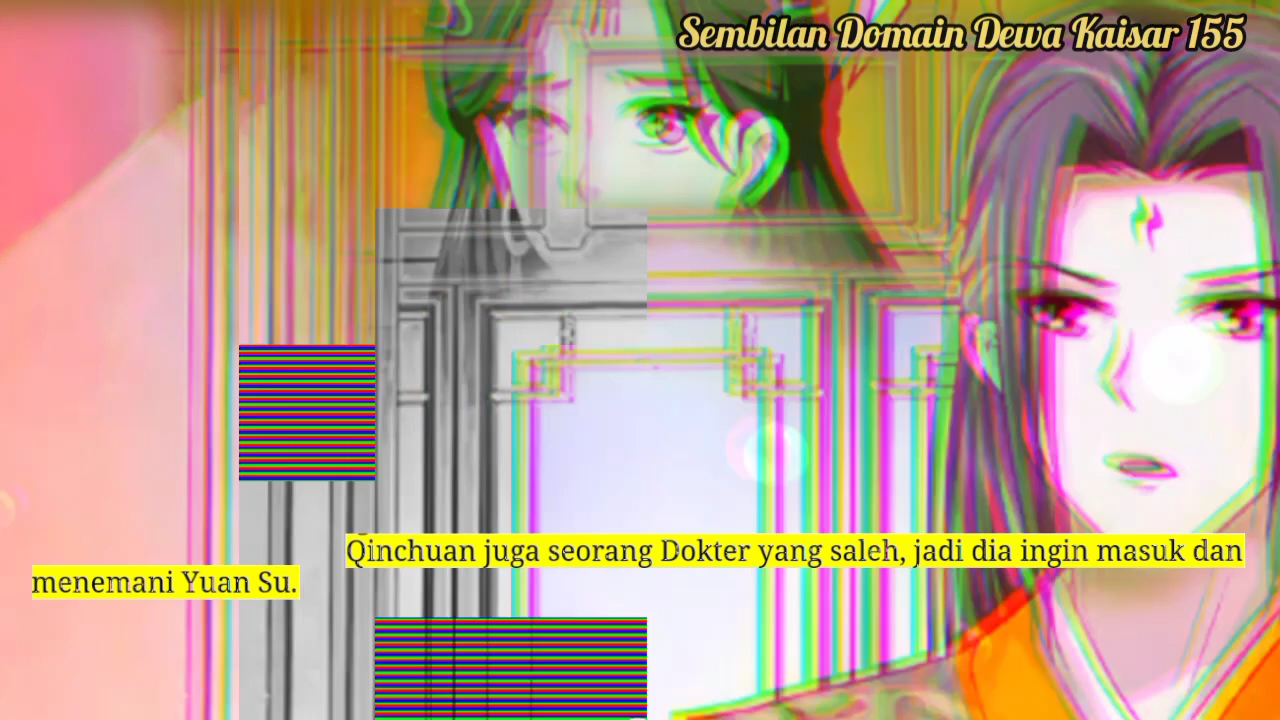 Sembilan Domain Dewa Kaisar 155
Qinchuan juga seorang Dokter yang saleh, jadi dia ingin masuk dan
menemani Yuan Su.